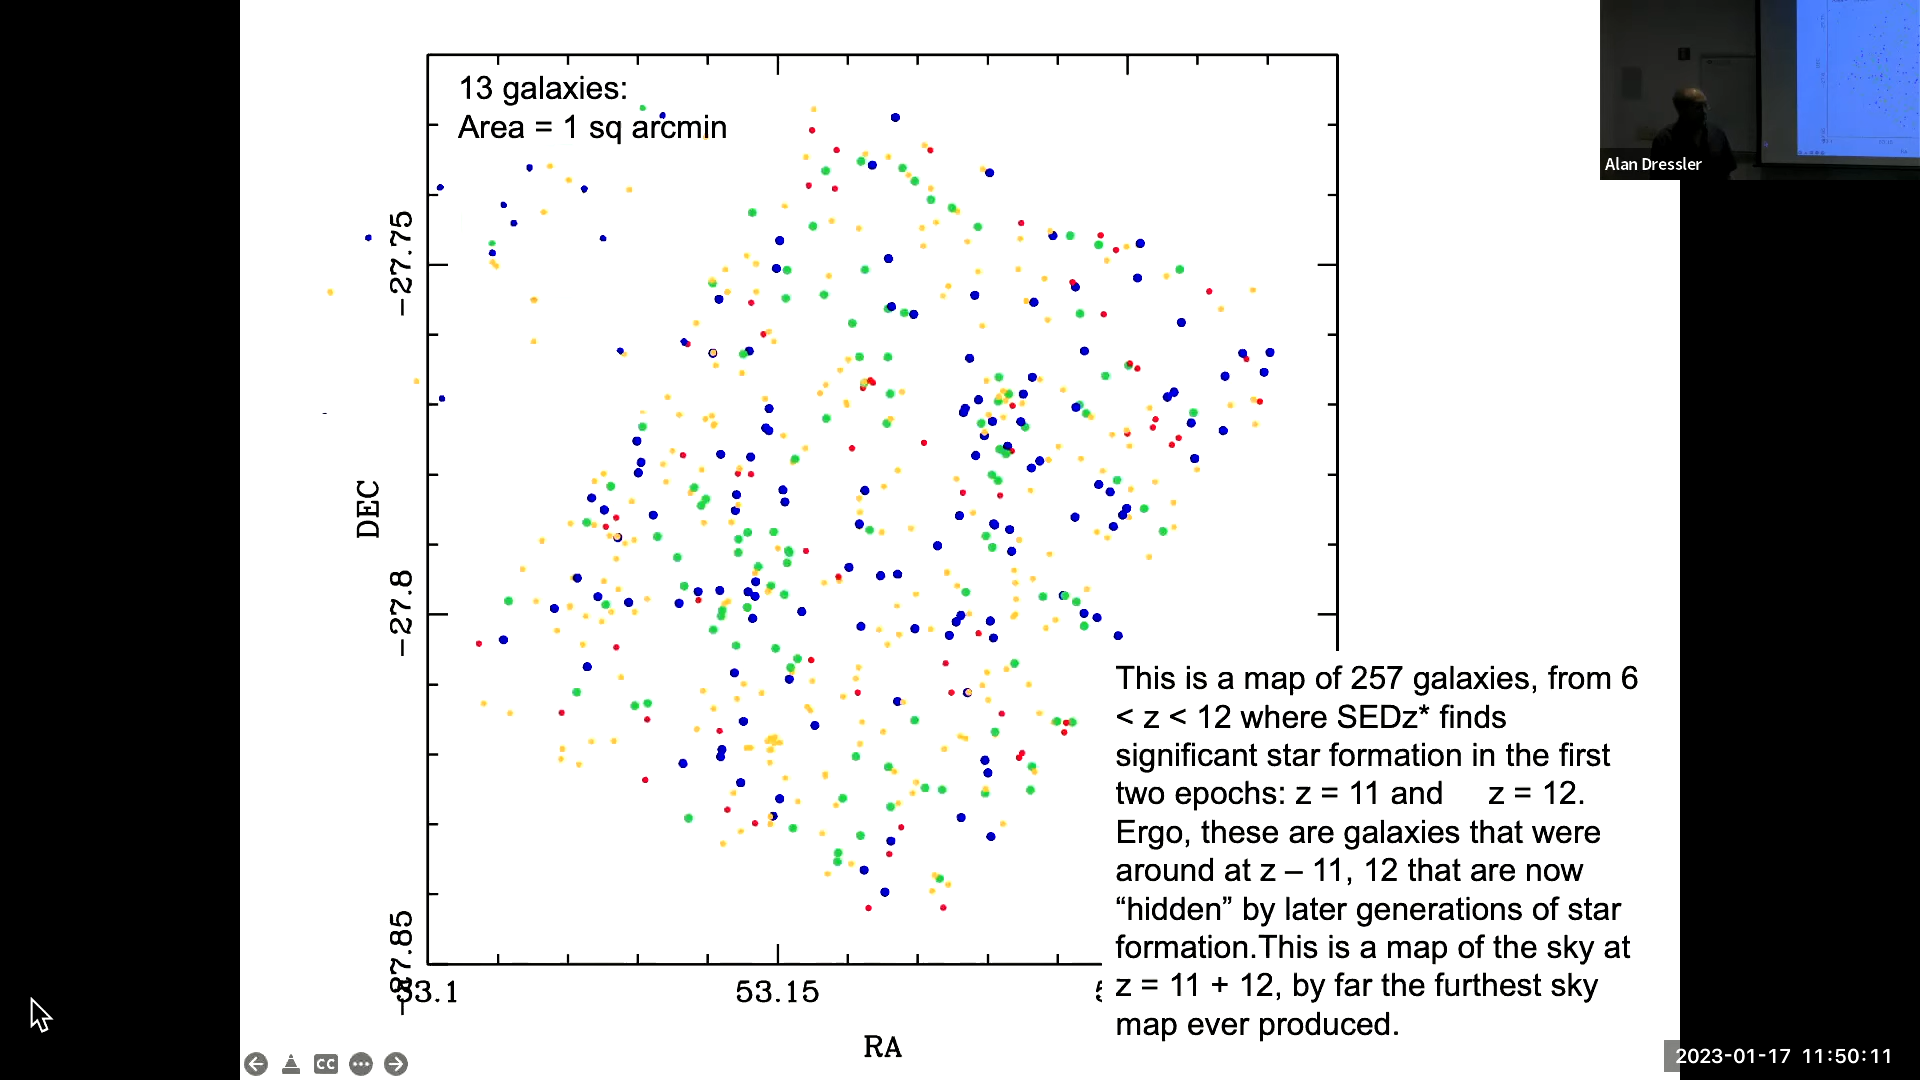 13 galaxies:
Area = 1 sq arcmin
Alan Dressler
-27.75
DEC
-27.8
This is a map of 257 galaxies, from 6
< z < 12 where SEDz* finds
significant star formation in the first
two epochs: z = 11 and z = 12.
Ergo, these are galaxies that were
around at z – 11, 12 that are now
“hidden” by later generations of star
formation.This is a map of the sky at
z = 11 + 12, by far the furthest sky
map ever produced.
-27.85
53.1
53.15
RA
CC
2023-01-17 11:50:11